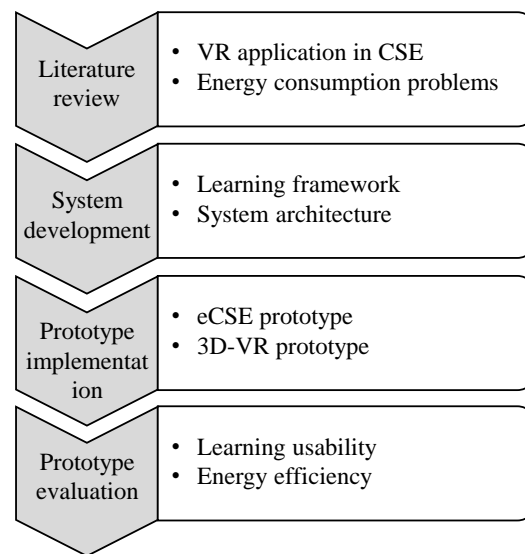 Literature
review
• VR application in CSE
• Energy consumption problems
System
development
• Learning framework
• System architecture
Prototype
implementat
ion
• eCSE prototype
• 3D-VR prototype
Prototype
evaluation
• Learning usability
• Energy efficiency